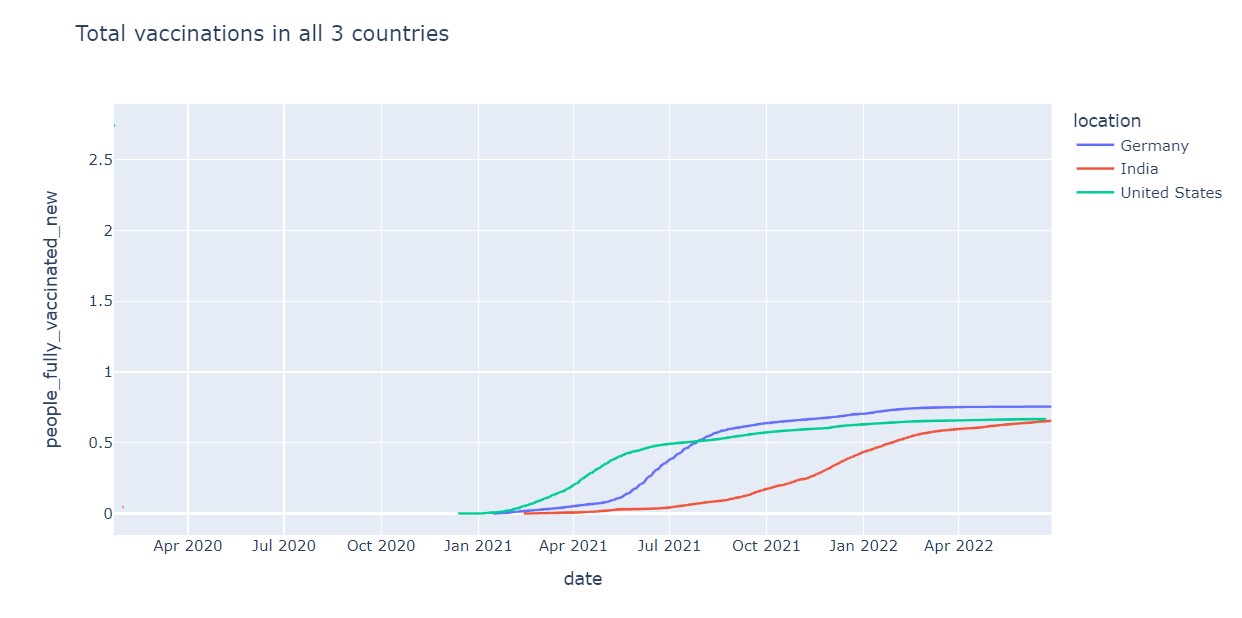 Total vaccinations in all 3 countries
location
Germany
India
United States
people_fully_vaccinated_new
2.5
2
1.5
1
0.5
0
Apr 2020 Jul 2020 Oct 2020 Jan 2021 Apr 2021 Jul 2021 Oct 2021 Jan 2022 Apr 2022
date